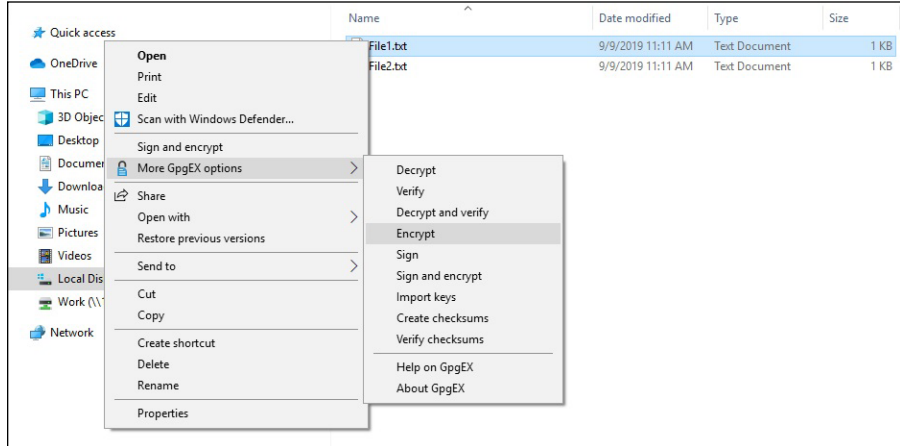 Name Date modified Type Size
File1.txt 9/9/2019 11:11 AM Text Document 1 KB
File2.txt 9/9/2019 11:11 AM Text Document 1 KB
Quick access
OneDrive
This PC
3D Objec
Desktop
Documer
Downloa
Music
Pictures
Videos
Local Dis
Work (\\
Network
Open
Print
Edit
Scan with Windows Defender...
Sign and encrypt
More GpgEX options
Share
Open with
Restore previous versions
Send to
Cut
Copy
Create shortcut
Delete
Rename
Properties
Decrypt
Verify
Decrypt and verify
Encrypt
Sign
Sign and encrypt
Import keys
Create checksums
Verify checksums
Help on GpgEX
About GpgEX